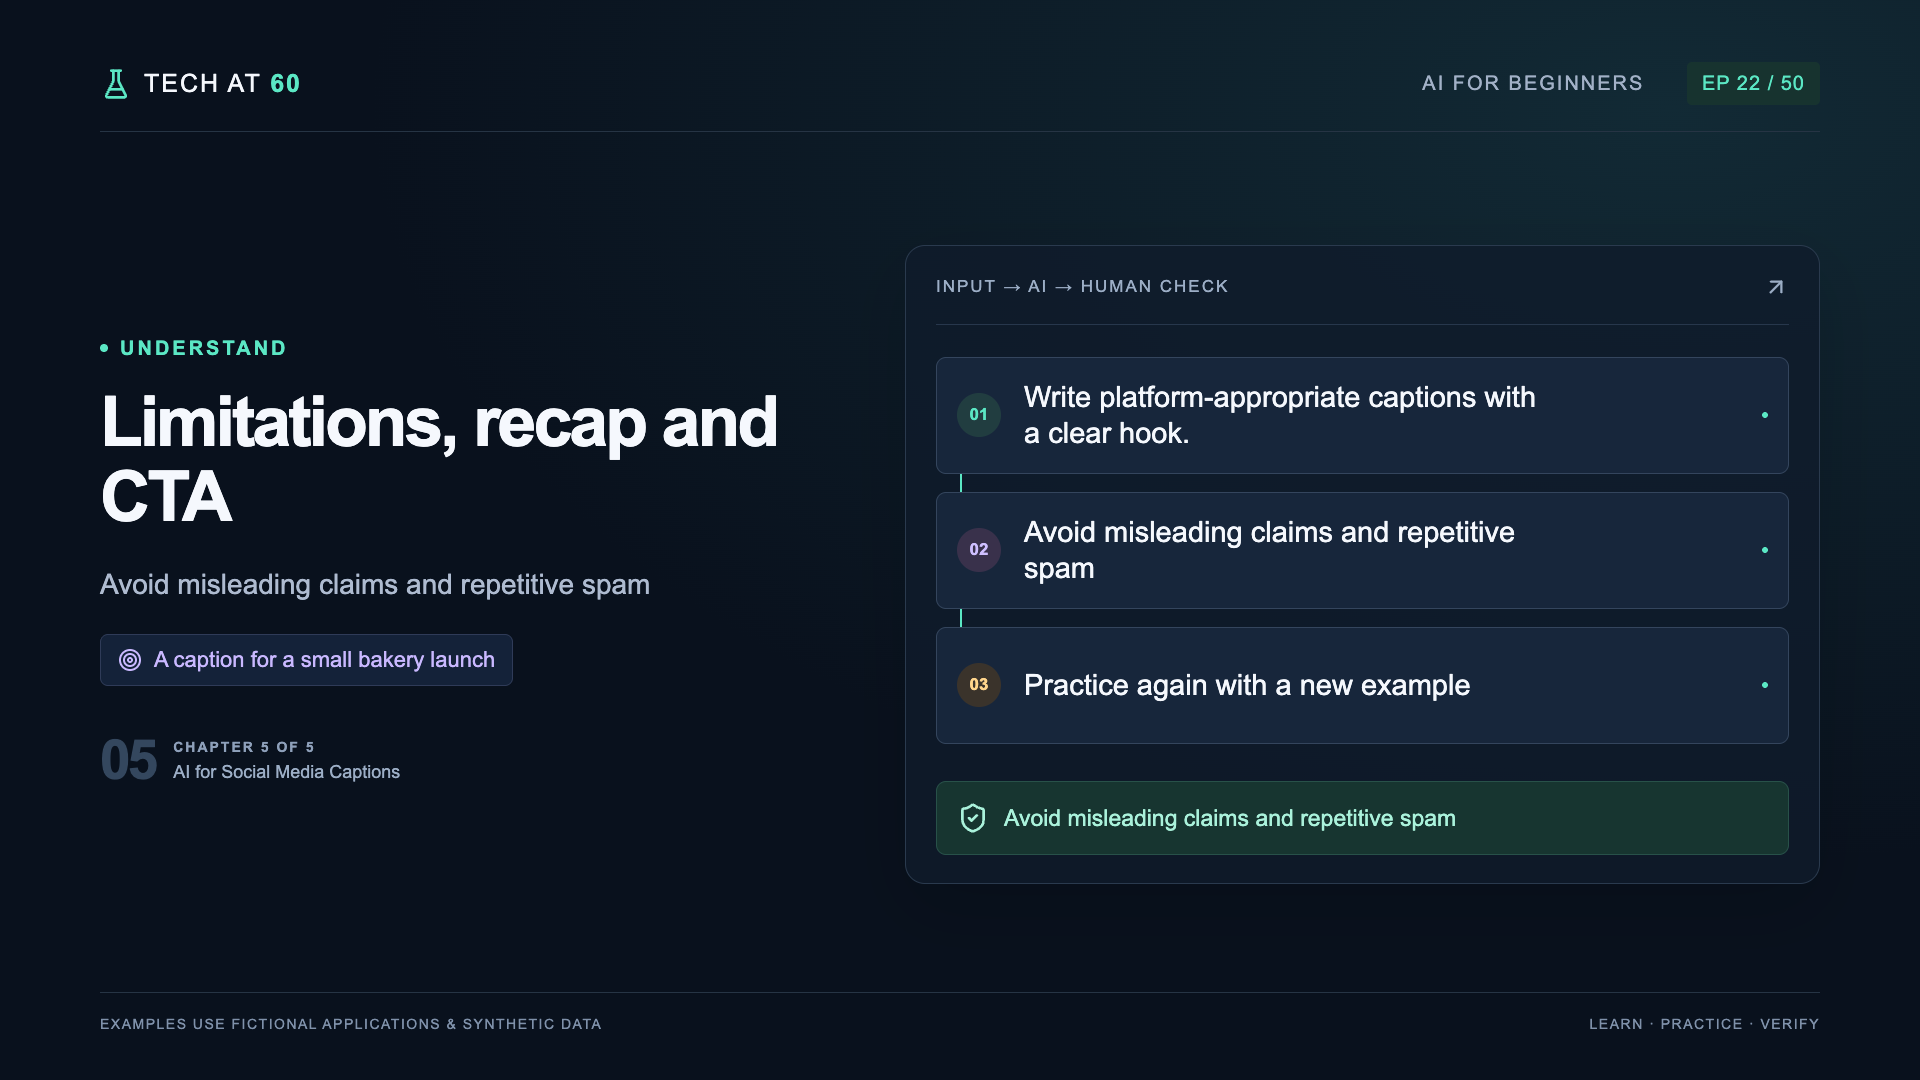 TECH AT 60
AI FOR BEGINNERS
EP 22 / 50
UNDERSTAND
Limitations, recap and
CTA
Avoid misleading claims and repetitive spam
A caption for a small bakery launch
05
CHAPTER 5 OF 5
AI for Social Media Captions
INPUT → AI → HUMAN CHECK
01
Write platform-appropriate captions with
a clear hook.
02
Avoid misleading claims and repetitive
spam
03
Practice again with a new example
Avoid misleading claims and repetitive spam
EXAMPLES USE FICTIONAL APPLICATIONS & SYNTHETIC DATA
LEARN · PRACTICE · VERIFY